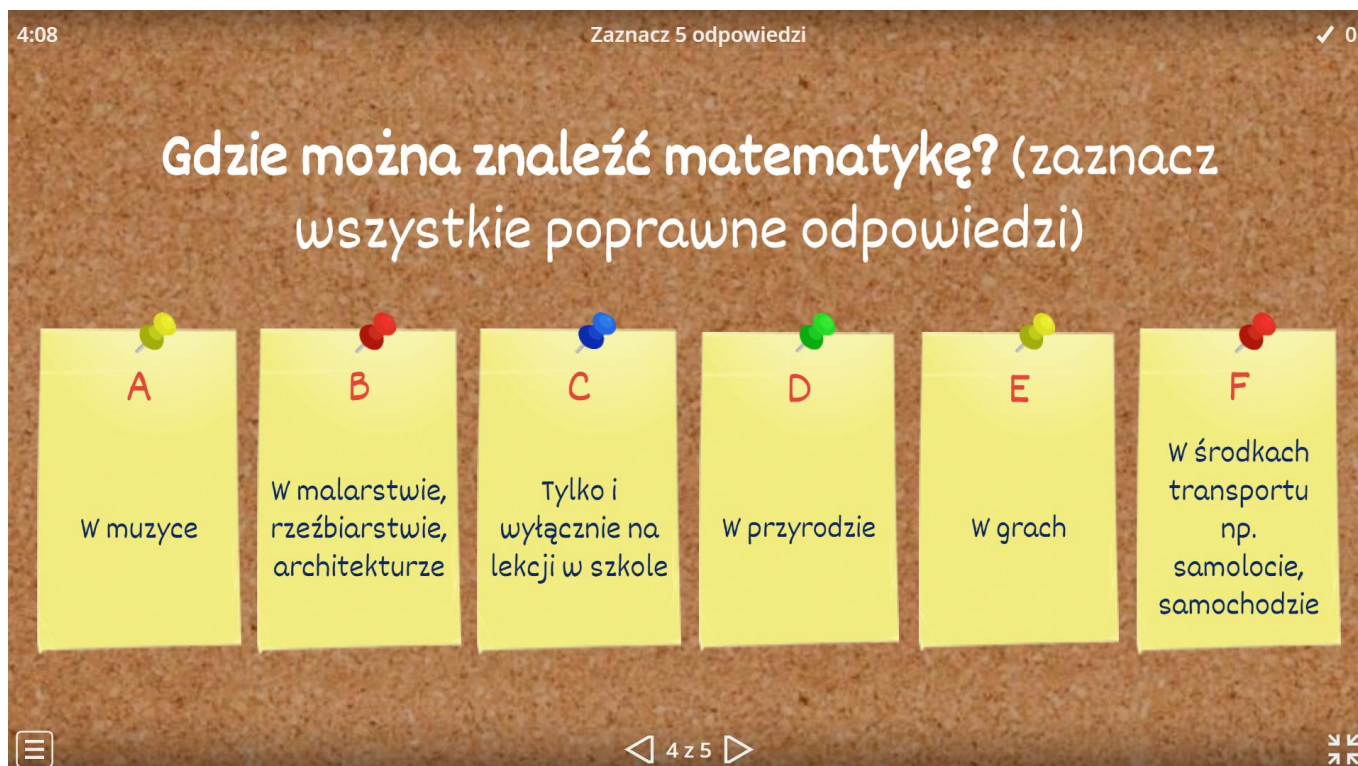 4:08
Zaznacz 5 odpowiedzi
0
Gdzie można znaleźć matematykę? (zaznacz
wszystkie poprawne odpowiedzi)
A
W muzyce
B
W malarstwie,
rzeźbiarstwie,
architekturze
C
Tylko i
wyłącznie na
lekcji w szkole
D
W przyrodzie
E
W grach
F
W środkach
transportu
np.
samolocie,
samochodzie
4 z 5